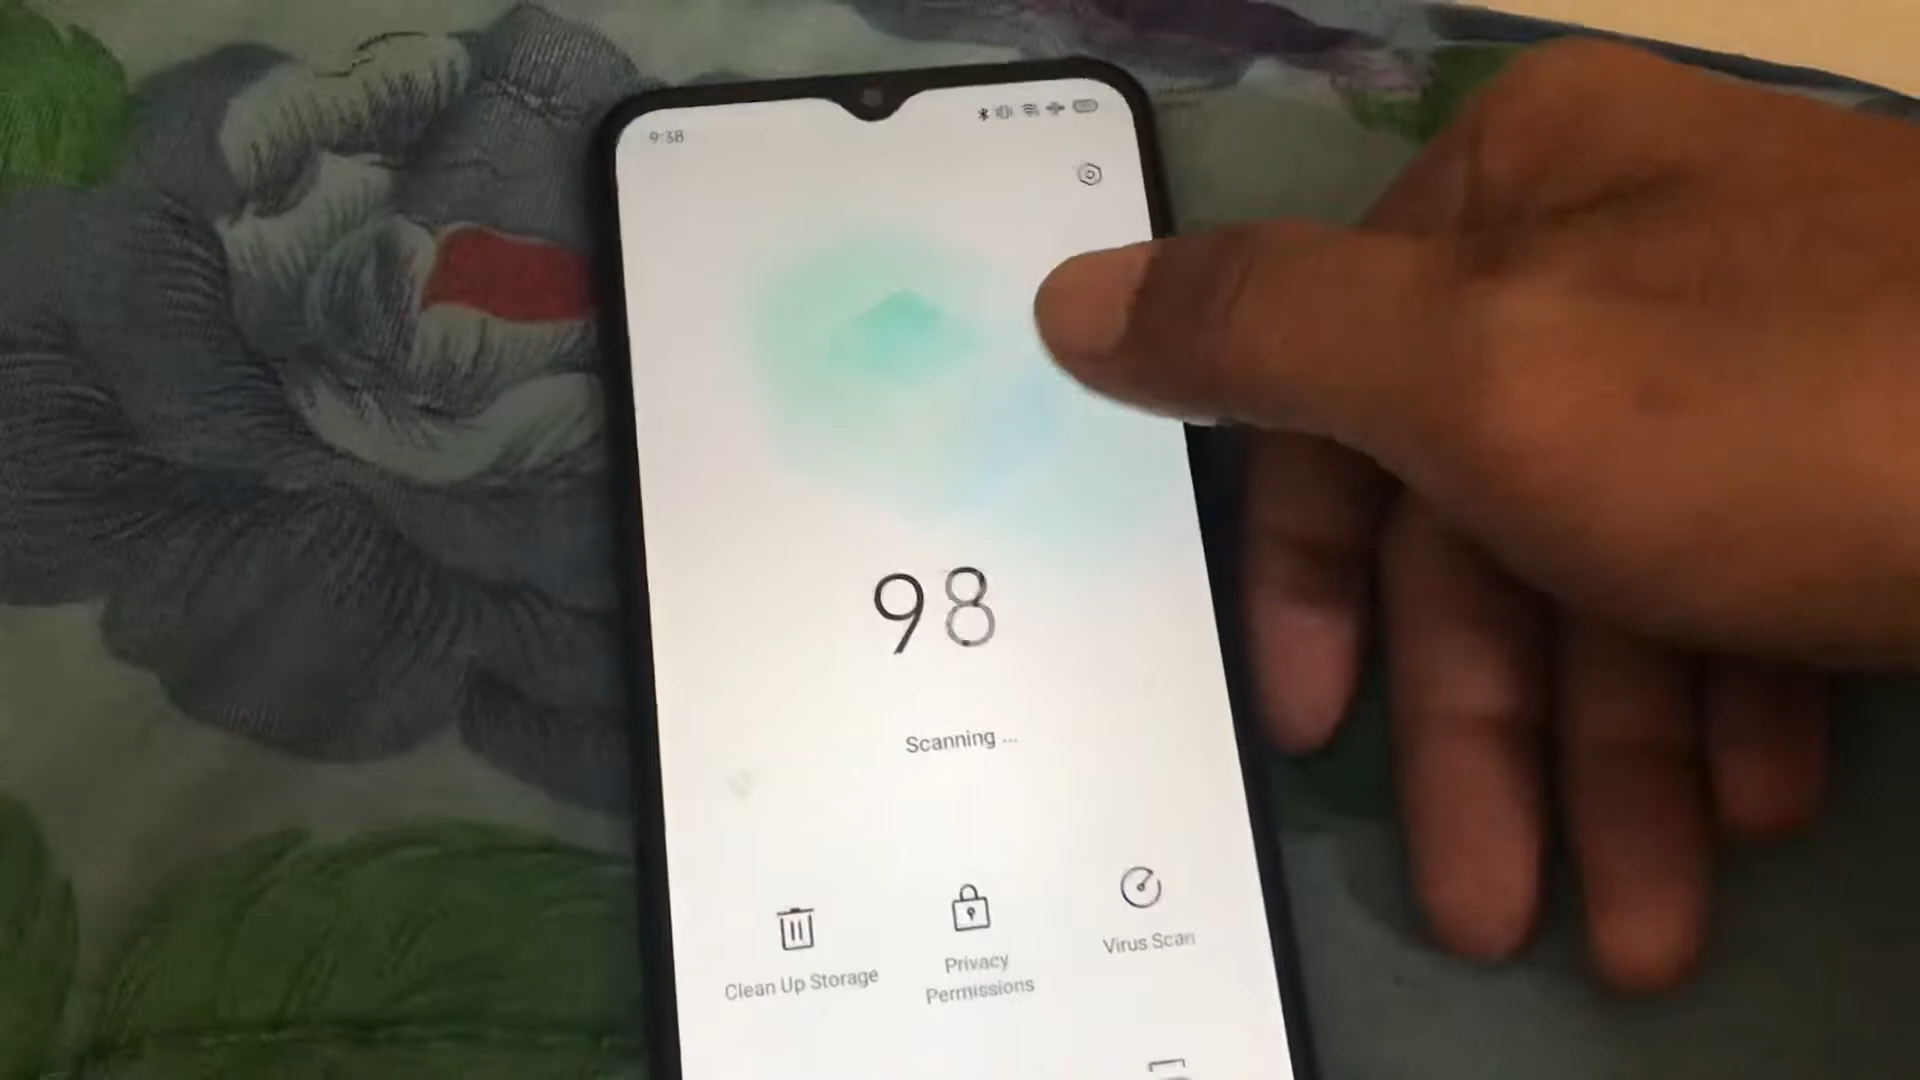 9:38
98
Scanning ...
Clean Up Storage
Privacy
Permissions
Virus Scan